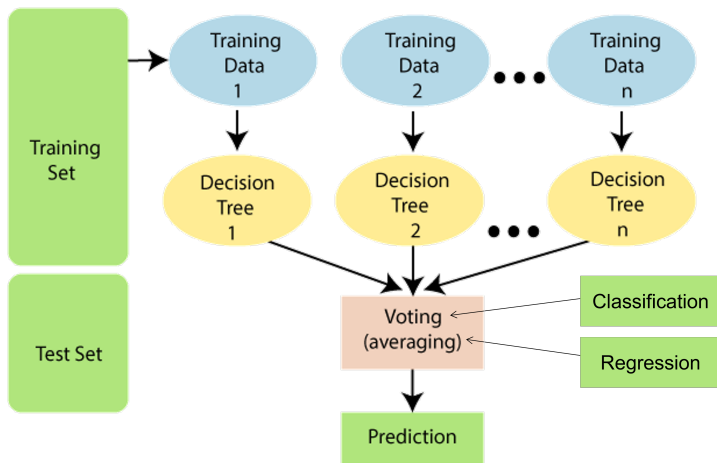 Training
Set
Training
Data
1
Training
Data
2
Training
Data
n
Decision
Tree
1
Decision
Tree
2
Decision
Tree
n
Test Set
Voting
(averaging)
Classification
Regression
Prediction